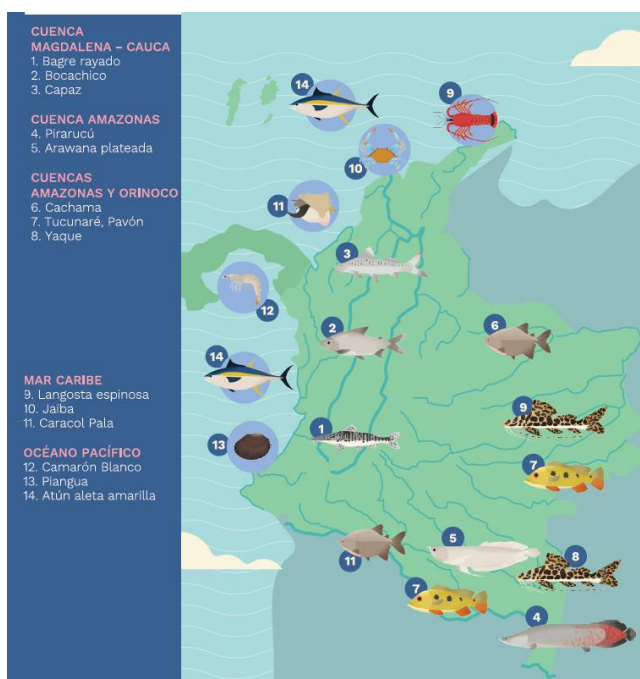 CUENCA
MAGDALENA – CAUCA
1. Bagre rayado
2. Bocachico
3. Capaz
CUENCA AMAZONAS
4. Pirarucú
5. Arawana plateada
CUENCAS
AMAZONAS Y ORINOCO
6. Cachama
7. Tucunaré, Pavón
8. Yaque
MAR CARIBE
9. Langosta espinosa
10. Jaiba
11. Caracol Pala
OCÉANO PACÍFICO
12. Camarón Blanco
13. Piangua
14. Atún aleta amarilla
14
9
10
11
3
12
2
6
14
9
13
1
7
5
11
8
7
4